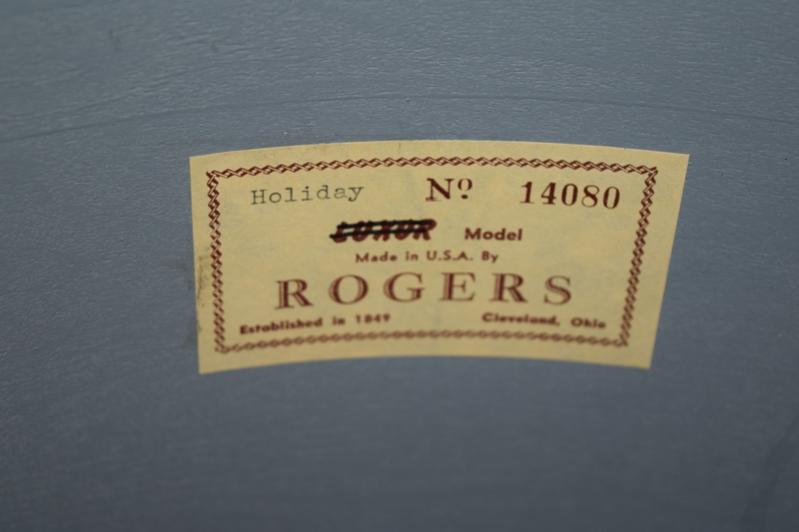 Holiday Nº 14080
LUXOR Model
Made in U.S.A. By
ROGERS
Established in 1849 Cleveland, Ohio